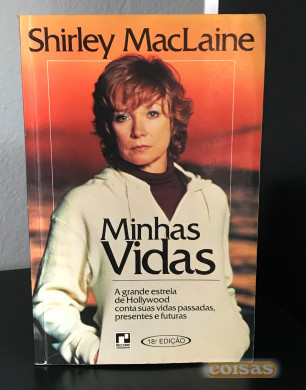 Shirley MacLaine
Minhas
Vidas
A grande estrela
de Hollywood
conta suas vidas passadas,
presentes e futuras
18ª EDIÇÃO
coisas